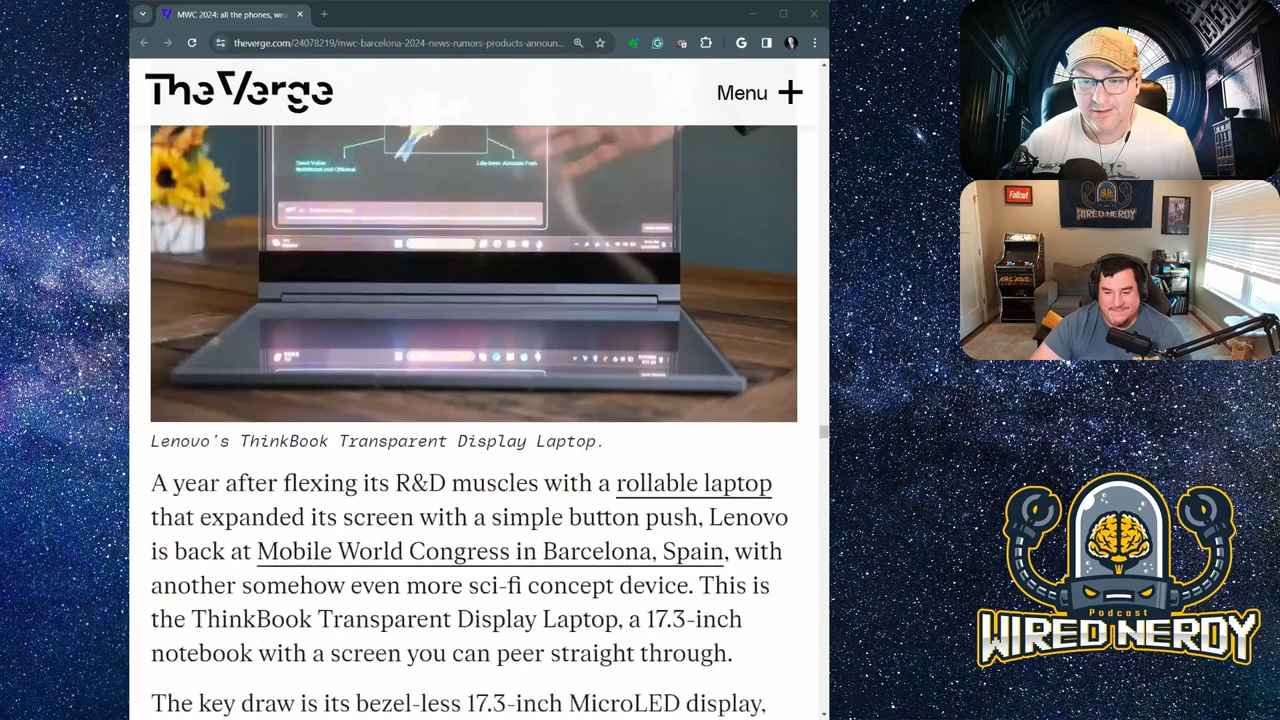 MWC 2024: all the phones, wea
theverge.com/24078219/mwc-barcelona-2024-news-rumors-products-announ...
The Verge
Menu
Lenovo's ThinkBook Transparent Display Laptop.
A year after flexing its R&D muscles with a rollable laptop
that expanded its screen with a simple button push, Lenovo
is back at Mobile World Congress in Barcelona, Spain, with
another somehow even more sci-fi concept device. This is
the ThinkBook Transparent Display Laptop, a 17.3-inch
notebook with a screen you can peer straight through.
The key draw is its bezel-less 17.3-inch MicroLED display,
Fallout
WIRED NERDY
ARCADE
Podcast
WIRED NERDY